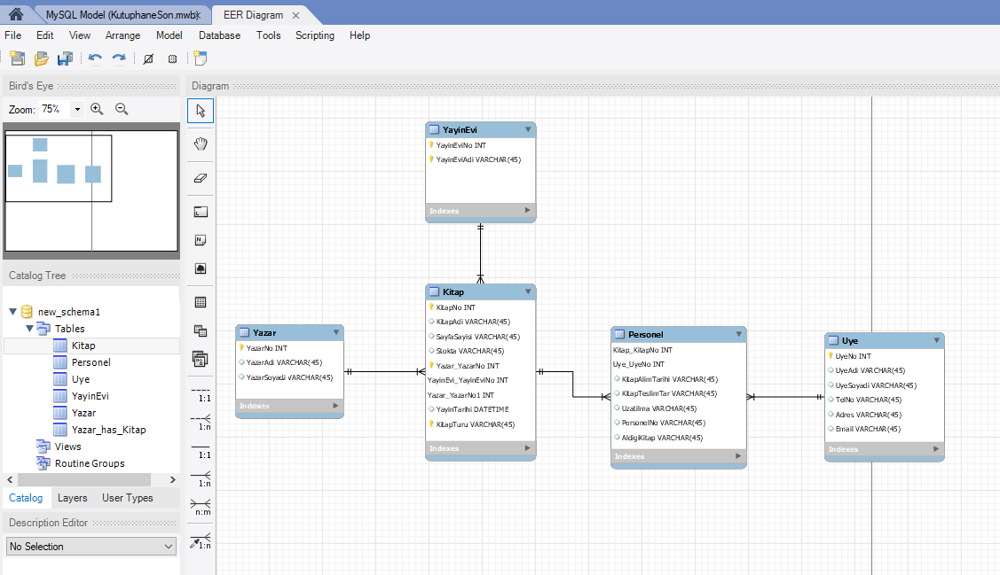 MySQL Model (KutuphaneSon.mwb)
EER Diagram
File Edit View Arrange Model Database Tools Scripting Help
Bird's Eye
Zoom: 75%
Catalog Tree
new_schema1
Tables
Kitap
Personel
Uye
YayinEvi
Yazar
Yazar_has_Kitap
Views
Routine Groups
Catalog Layers User Types
Description Editor
No Selection
1:1
1:n
1:1
1:n
n:m
1:n
Diagram
YayinEvi
YayinEviNo INT
YayinEviAdi VARCHAR(45)
Indexes
Yazar
YazarNo INT
YazarAdi VARCHAR(45)
YazarSoyadi VARCHAR(45)
Indexes
Kitap
KitapNo INT
KitapAdi VARCHAR(45)
SayfaSayisi VARCHAR(45)
Stokta VARCHAR(45)
Yazar_YazarNo INT
YayinEvi_YayinEviNo INT
Yazar_YazarNo1 INT
YayinTarihi DATETIME
KitapTuru VARCHAR(45)
Indexes
Personel
Kitap_KitapNo INT
Uye_UyeNo INT
KitapAlimTarihi VARCHAR(45)
KitapTeslimTar VARCHAR(45)
Uzatilma VARCHAR(45)
PersonelNo VARCHAR(45)
AldigiKitap VARCHAR(45)
Indexes
Uye
UyeNo INT
UyeAdi VARCHAR(45)
UyeSoyadi VARCHAR(45)
TelNo VARCHAR(45)
Adres VARCHAR(45)
Email VARCHAR(45)
Indexes